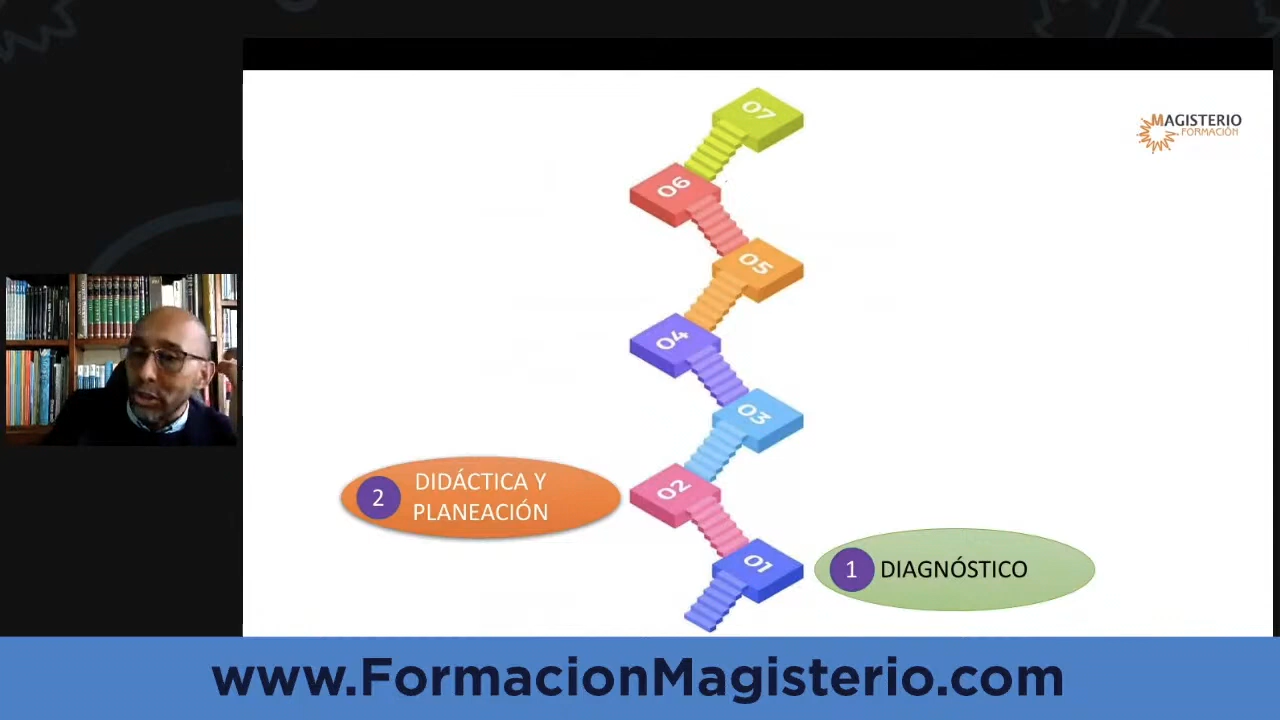 MAGISTERIO
FORMACIÓN
07
06
05
04
03
02
01
2
DIDÁCTICA Y
PLANEACIÓN
1
DIAGNÓSTICO
www.FormacionMagisterio.com